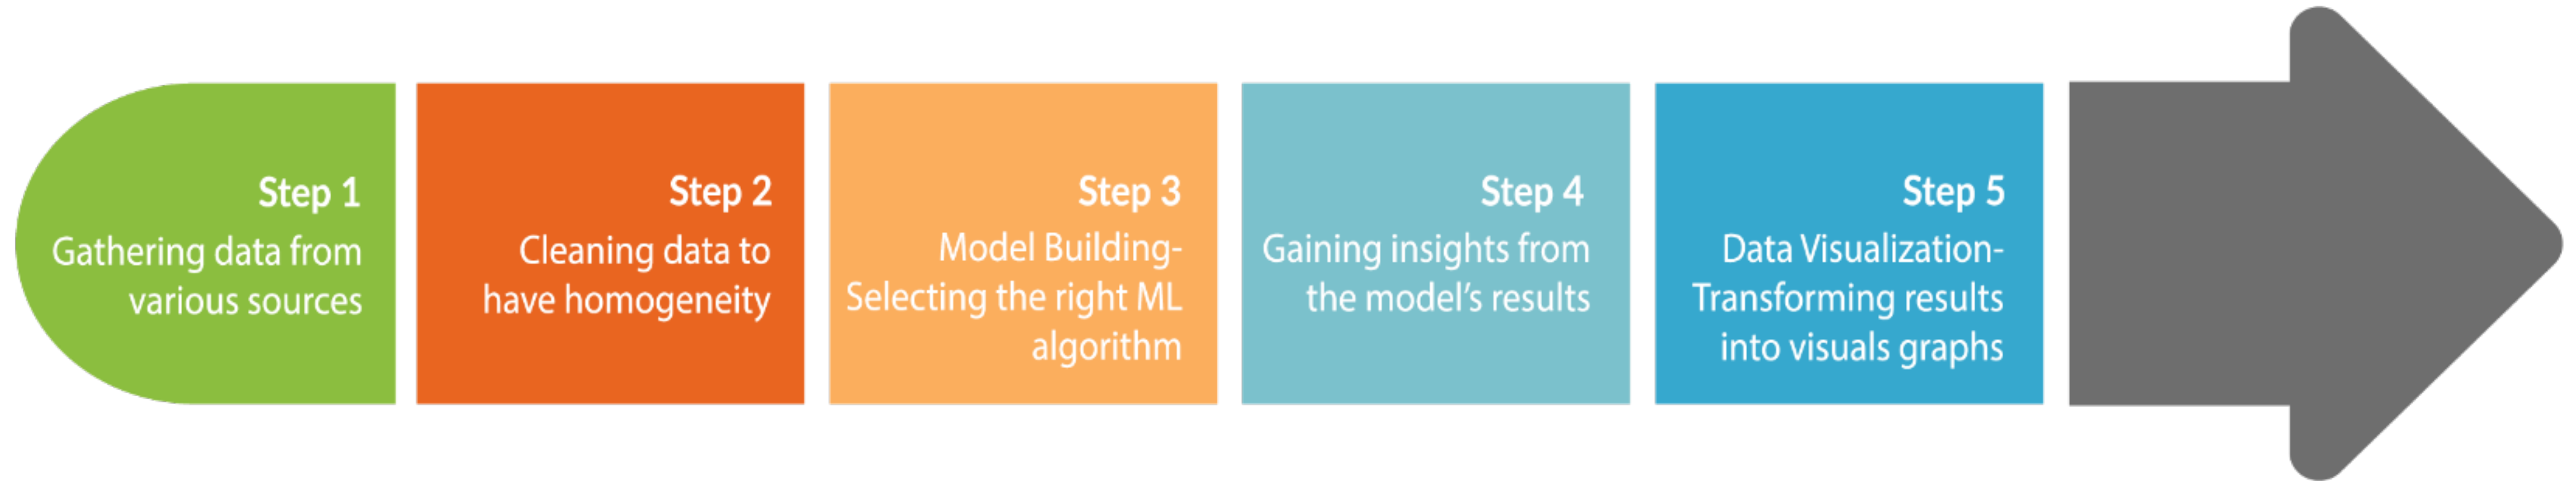 Step 1
Gathering data from
various sources
Step 2
Cleaning data to
have homogeneity
Step 3
Model Building-
Selecting the right ML
algorithm
Step 4
Gaining insights from
the model's results
Step 5
Data Visualization-
Transforming results
into visuals graphs